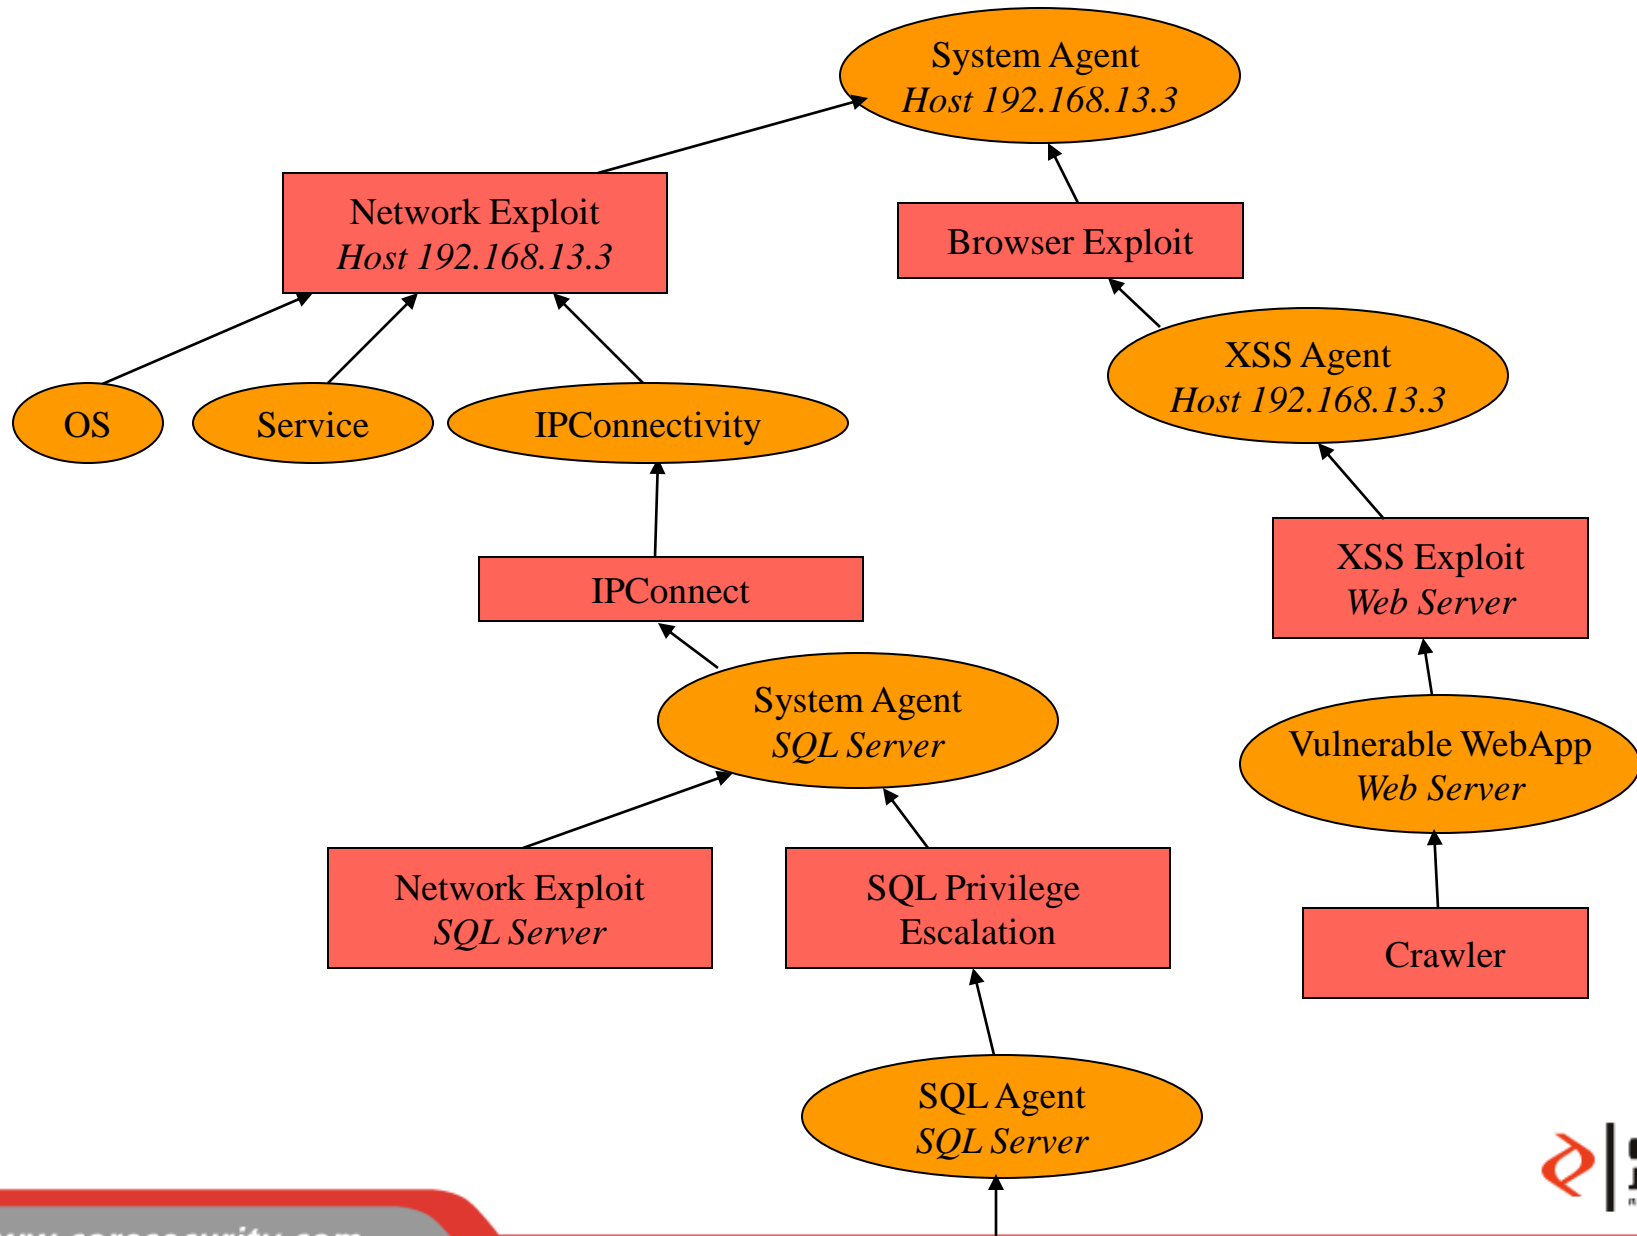 System Agent
Host 192.168.13.3
Network Exploit
Host 192.168.13.3
Browser Exploit
XSS Agent
Host 192.168.13.3
OS
Service
IPConnectivity
XSS Exploit
Web Server
IPConnect
System Agent
SQL Server
Vulnerable WebApp
Web Server
Network Exploit
SQL Server
SQL Privilege
Escalation
Crawler
SQL Agent
SQL Server